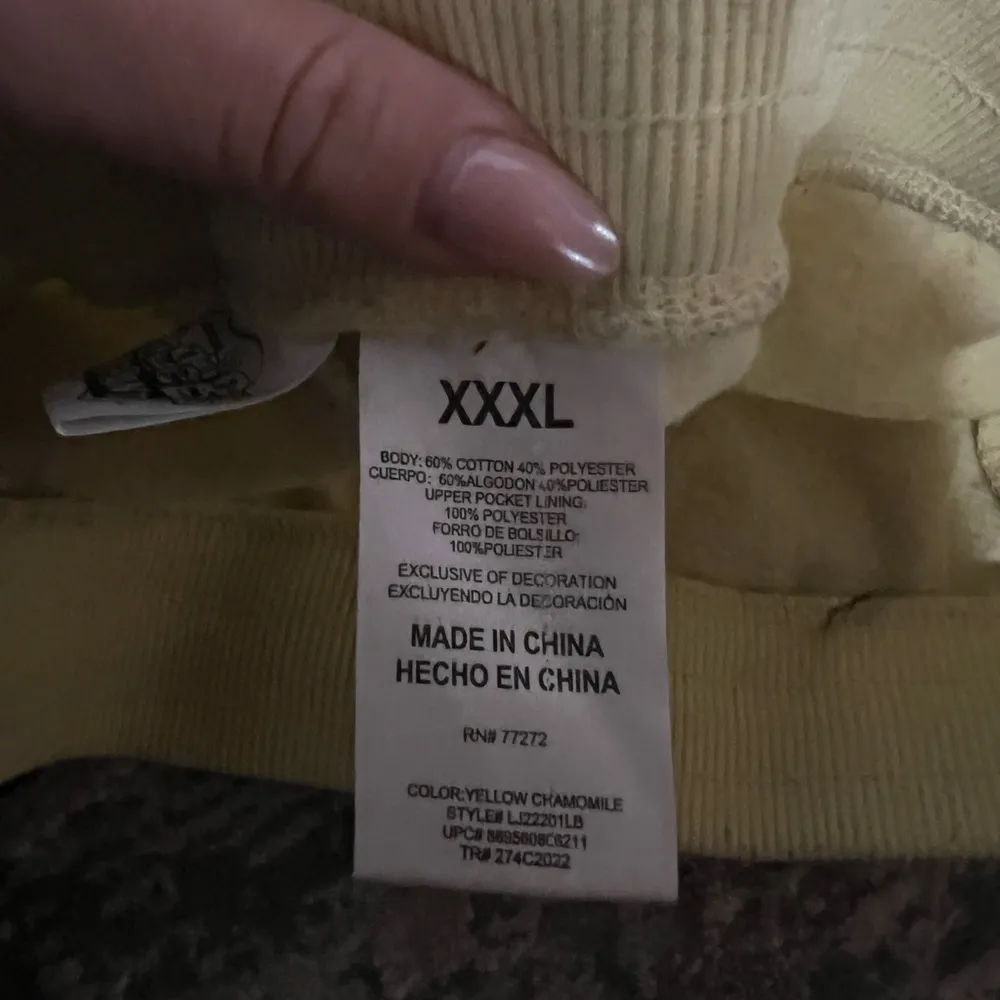 XXXL
BODY: 60% COTTON 40% POLYESTER
CUERPO: 60%ALGODON 40%POLIESTER
UPPER POCKET LINING:
100% POLYESTER
FORRO DE BOLSILLO:
100%POLIESTER
EXCLUSIVE OF DECORATION
EXCLUYENDO LA DECORACIÓN
MADE IN CHINA
HECHO EN CHINA
RN# 77272
COLOR:YELLOW CHAMOMILE
STYLE# LJ22201LB
UPC#
TR# 274C2022